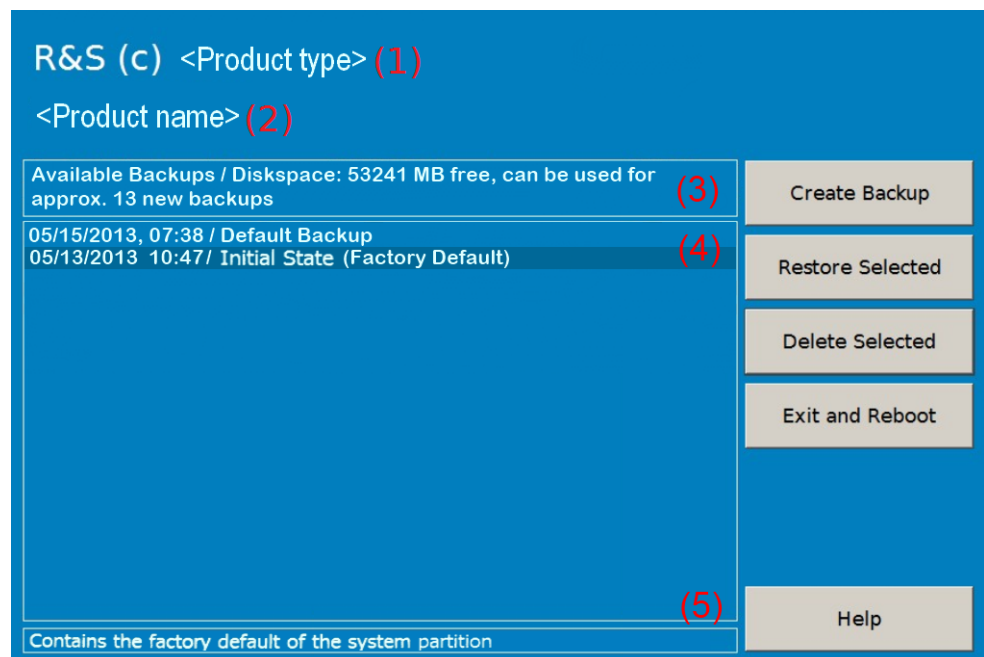 R&S (c) <Product type> (1)
<Product name> (2)
Available Backups / Diskspace: 53241 MB free, can be used for
approx. 13 new backups
(3)
Create Backup
05/15/2013, 07:38 / Default Backup
05/13/2013 10:47/ Initial State (Factory Default)
(4)
Restore Selected
Delete Selected
Exit and Reboot
(5)
Help
Contains the factory default of the system partition